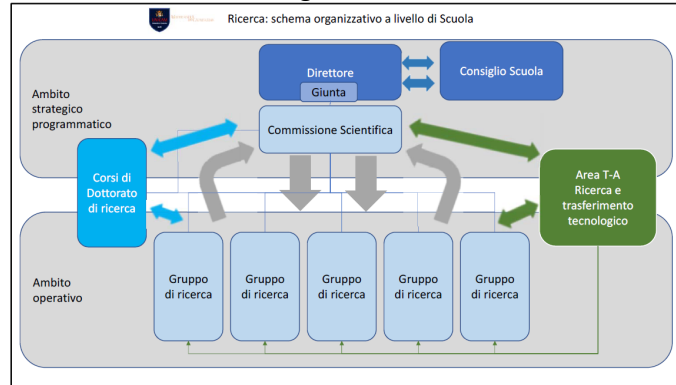 Ricerca: schema organizzativo a livello di Scuola
Ambito
strategico
programmatico
Direttore
Giunta
Consiglio Scuola
Commissione Scientifica
Corsi di
Dottorato
di ricerca
Area T-A
Ricerca e
trasferimento
tecnologico
Ambito
operativo
Gruppo
di ricerca
Gruppo
di ricerca
Gruppo
di ricerca
Gruppo
di ricerca
Gruppo
di ricerca